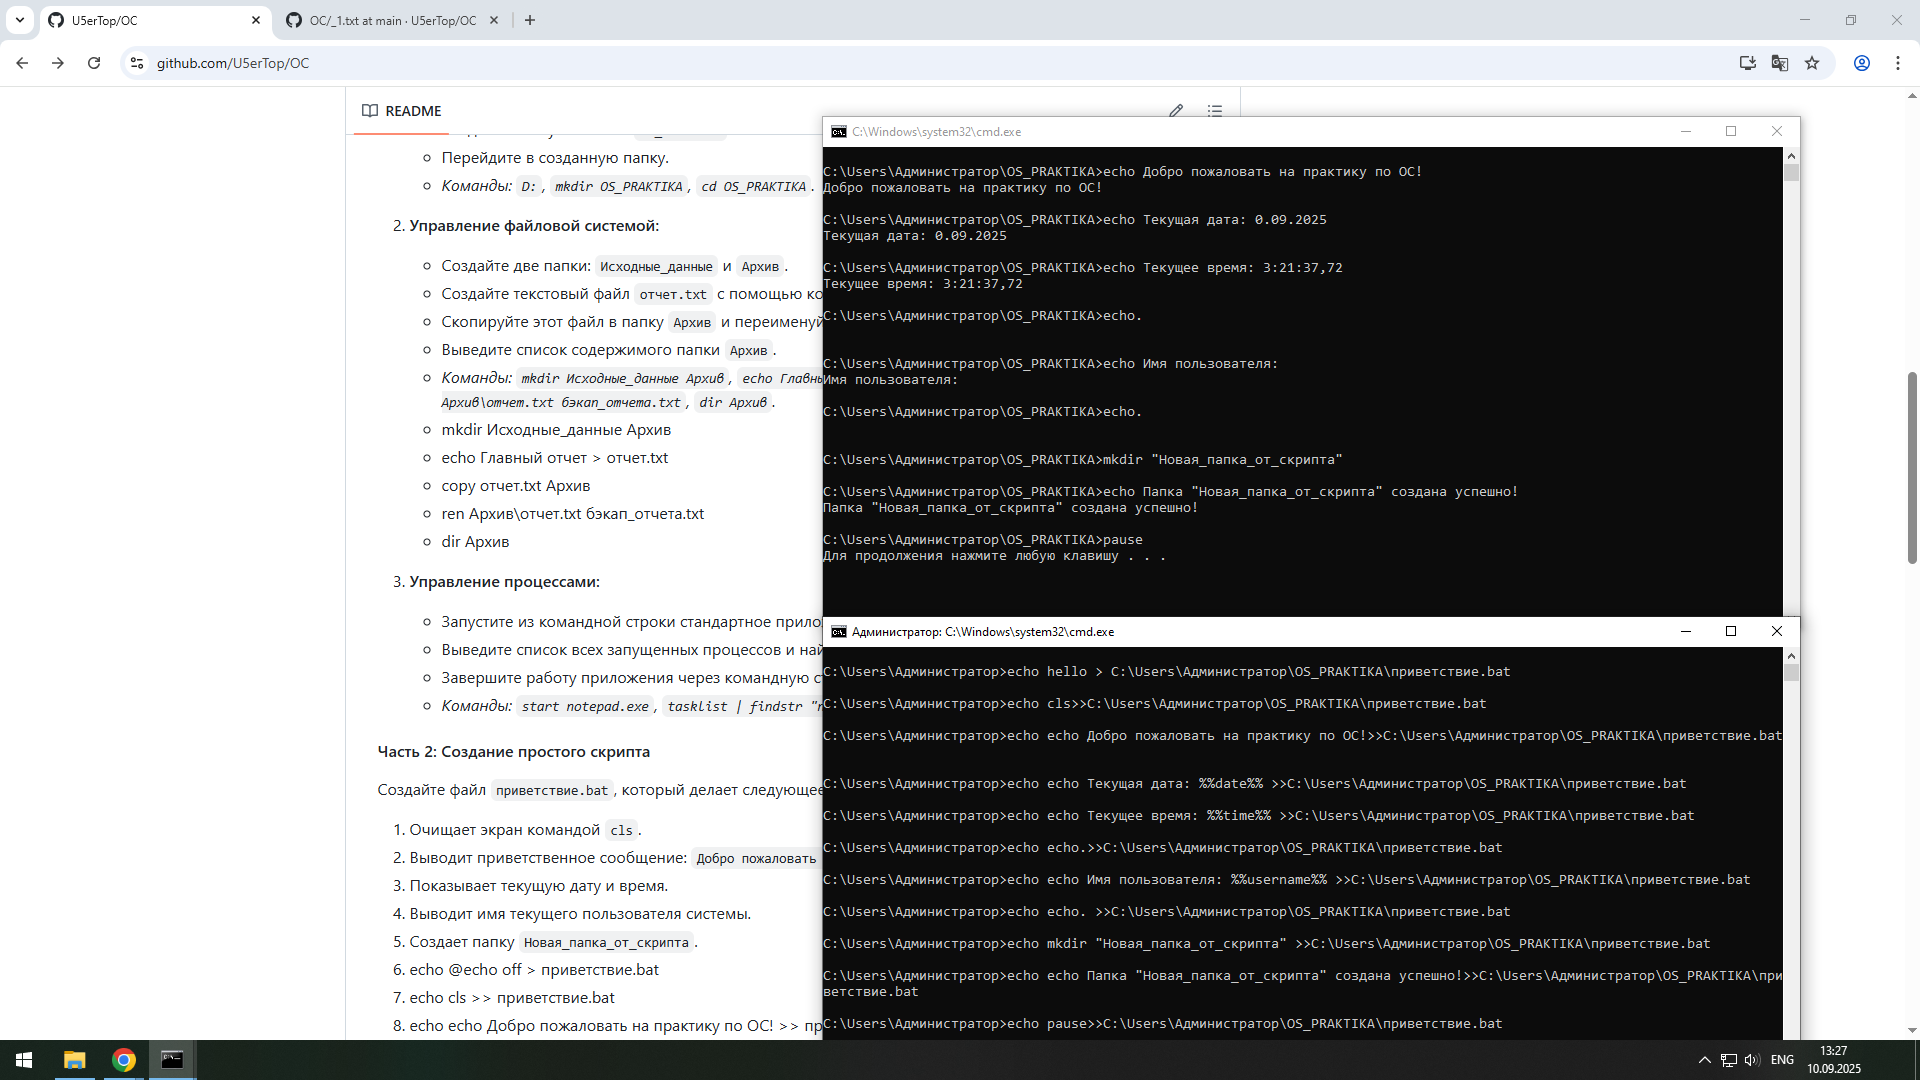 U5erTop/OC
OC/_1.txt at main · U5erTop/OC
github.com/U5erTop/OC
README
Перейдите в созданную папку.
Команды: D:, mkdir OS_PRAKTIKA, cd OS_PRAKTIKA.
2. Управление файловой системой:
Создайте две папки: Исходные_данные и Архив.
Создайте текстовый файл отчет.txt с помощью
Скопируйте этот файл в папку Архив и
Выведите список содержимого папки Архив.
Команды: mkdir Исходные_данные Архив, echo
Архив\отчет.txt бэкап_отчета.txt, dir Архив.
mkdir Исходные_данные Архив
echo Главный отчет > отчет.txt
copy отчет.txt Архив
ren Архив\отчет.txt бэкап_отчета.txt
dir Архив
3. Управление процессами:
Запустите из командной строки стандартное
Выведите список всех запущенных процессов и
Завершите работу приложения через командную
Команды: start notepad.exe, tasklist | findstr
Часть 2: Создание простого скрипта
Создайте файл приветствие.bat, который делает следующее
1. Очищает экран командой cls.
2. Выводит приветственное сообщение: Добро пожаловать
3. Показывает текущую дату и время.
4. Выводит имя текущего пользователя системы.
5. Создает папку Новая_папка_от_скрипта.
6. echo @echo off > приветствие.bat
7. echo cls >> приветствие.bat
8. echo echo Добро пожаловать на практику по ОС! >>
C:\Windows\system32\cmd.exe
C:\Users\Администратор\OS_PRAKTIKA>echo Добро пожаловать на практику по ОС!
Добро пожаловать на практику по ОС!
C:\Users\Администратор\OS_PRAKTIKA>echo Текущая дата: 0.09.2025
Текущая дата: 0.09.2025
C:\Users\Администратор\OS_PRAKTIKA>echo Текущее время: 3:21:37,72
Текущее время: 3:21:37,72
C:\Users\Администратор\OS_PRAKTIKA>echo.
C:\Users\Администратор\OS_PRAKTIKA>echo Имя пользователя:
Имя пользователя:
C:\Users\Администратор\OS_PRAKTIKA>echo.
C:\Users\Администратор\OS_PRAKTIKA>mkdir "Новая_папка_от_скрипта"
C:\Users\Администратор\OS_PRAKTIKA>echo Папка "Новая_папка_от_скрипта" создана успешно!
Папка "Новая_папка_от_скрипта" создана успешно!
C:\Users\Администратор\OS_PRAKTIKA>pause
Для продолжения нажмите любую клавишу . . .
Администратор: C:\Windows\system32\cmd.exe
C:\Users\Администратор>echo hello > C:\Users\Администратор\OS_PRAKTIKA\приветствие.bat
C:\Users\Администратор>echo cls>>C:\Users\Администратор\OS_PRAKTIKA\приветствие.bat
C:\Users\Администратор>echo echo Добро пожаловать на практику по ОС!>>C:\Users\Администратор\OS_PRAKTIKA\приветствие.bat
C:\Users\Администратор>echo echo Текущая дата: %%date%% >>C:\Users\Администратор\OS_PRAKTIKA\приветствие.bat
C:\Users\Администратор>echo echo Текущее время: %%time%% >>C:\Users\Администратор\OS_PRAKTIKA\приветствие.bat
C:\Users\Администратор>echo echo.>>C:\Users\Администратор\OS_PRAKTIKA\приветствие.bat
C:\Users\Администратор>echo echo Имя пользователя: %%username%% >>C:\Users\Администратор\OS_PRAKTIKA\приветствие.bat
C:\Users\Администратор>echo echo. >>C:\Users\Администратор\OS_PRAKTIKA\приветствие.bat
C:\Users\Администратор>echo mkdir "Новая_папка_от_скрипта" >>C:\Users\Администратор\OS_PRAKTIKA\приветствие.bat
C:\Users\Администратор>echo echo Папка "Новая_папка_от_скрипта" создана успешно!>>C:\Users\Администратор\OS_PRAKTIKA\при
ветствие.bat
C:\Users\Администратор>echo pause>>C:\Users\Администратор\OS_PRAKTIKA\приветствие.bat
ENG
13:27
10.09.2025